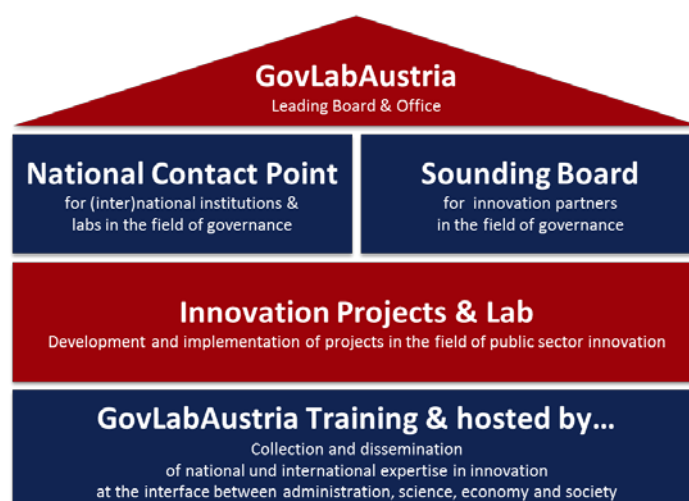 GovLabAustria
Leading Board & Office
National Contact Point
for (inter)national institutions &
labs in the field of governance
Sounding Board
for innovation partners
in the field of governance
Innovation Projects & Lab
Development and implementation of projects in the field of public sector innovation
GovLabAustria Training & hosted by…
Collection and dissemination
of national und international expertise in innovation
at the interface between administration, science, economy and society